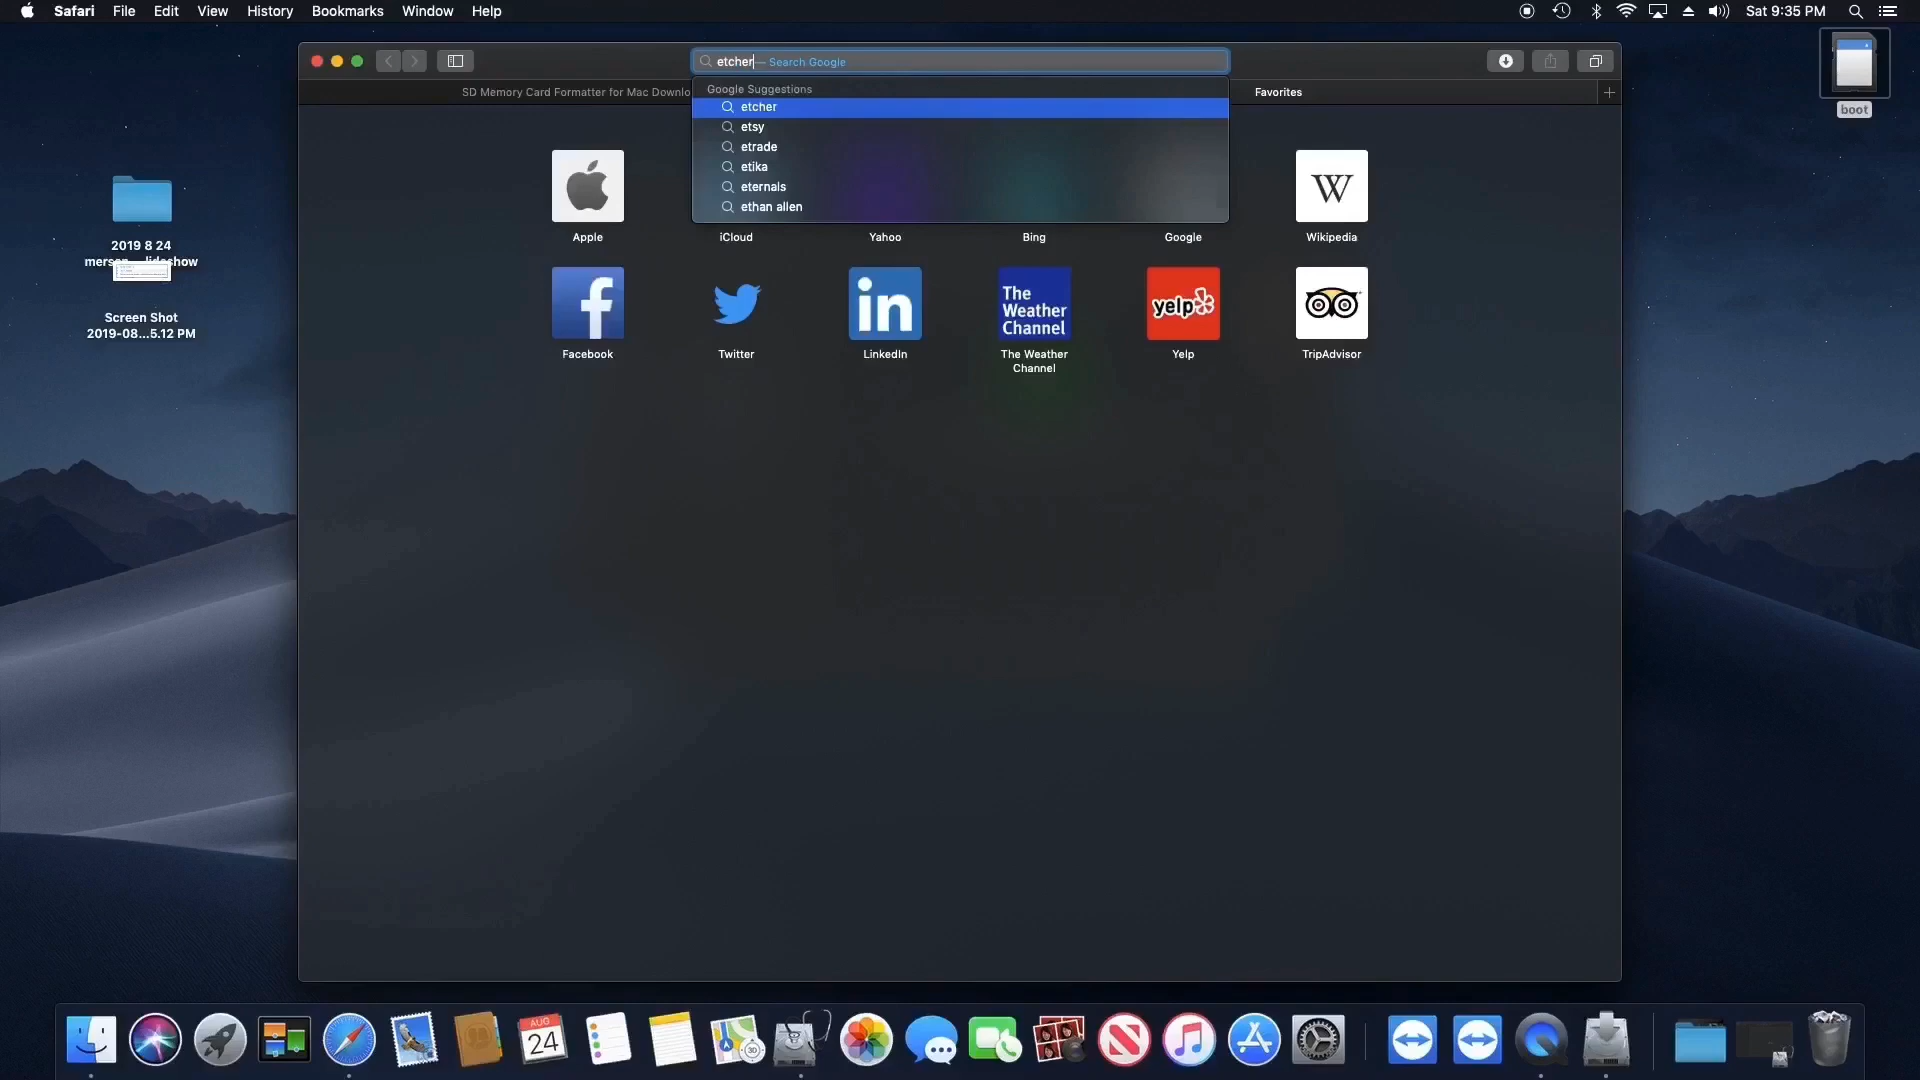 Safari File Edit View History Bookmarks Window Help
Sat 9:35 PM
etcher — Search Google
SD Memory Card Formatter for Mac Downlo
Favorites
Google Suggestions
etcher
etsy
etrade
etika
eternals
ethan allen
boot
2019 8 24
Screen Shot
2019-08...5.12 PM
Apple
iCloud
Yahoo
Bing
Google
W
Wikipedia
f
in
The
Weather
Channel
yelp
Facebook
Twitter
LinkedIn
The Weather
Channel
Yelp
TripAdvisor
AUG
24
3D